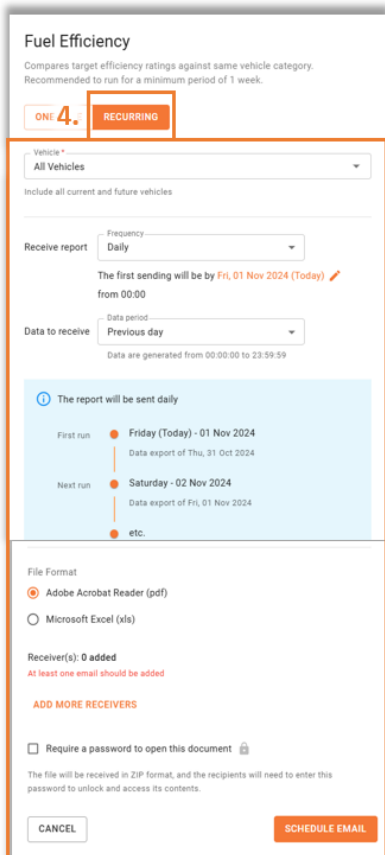 Fuel Efficiency
Compares target efficiency ratings against same vehicle category.
Recommended to run for a minimum period of 1 week.
ONE 4. RECURRING
Vehicle *
All Vehicles
Include all current and future vehicles
Frequency
Receive report Daily
The first sending will be by Fri, 01 Nov 2024 (Today)
from 00:00
Data period
Data to receive Previous day
Data are generated from 00:00:00 to 23:59:59
The report will be sent daily
First run Friday (Today) - 01 Nov 2024
Data export of Thu, 31 Oct 2024
Next run Saturday - 02 Nov 2024
Data export of Fri, 01 Nov 2024
etc.
File Format
Adobe Acrobat Reader (pdf)
Microsoft Excel (xls)
Receiver(s): 0 added
At least one email should be added
ADD MORE RECEIVERS
Require a password to open this document
The file will be received in ZIP format, and the recipients will need to enter this
password to unlock and access its contents.
CANCEL SCHEDULE EMAIL